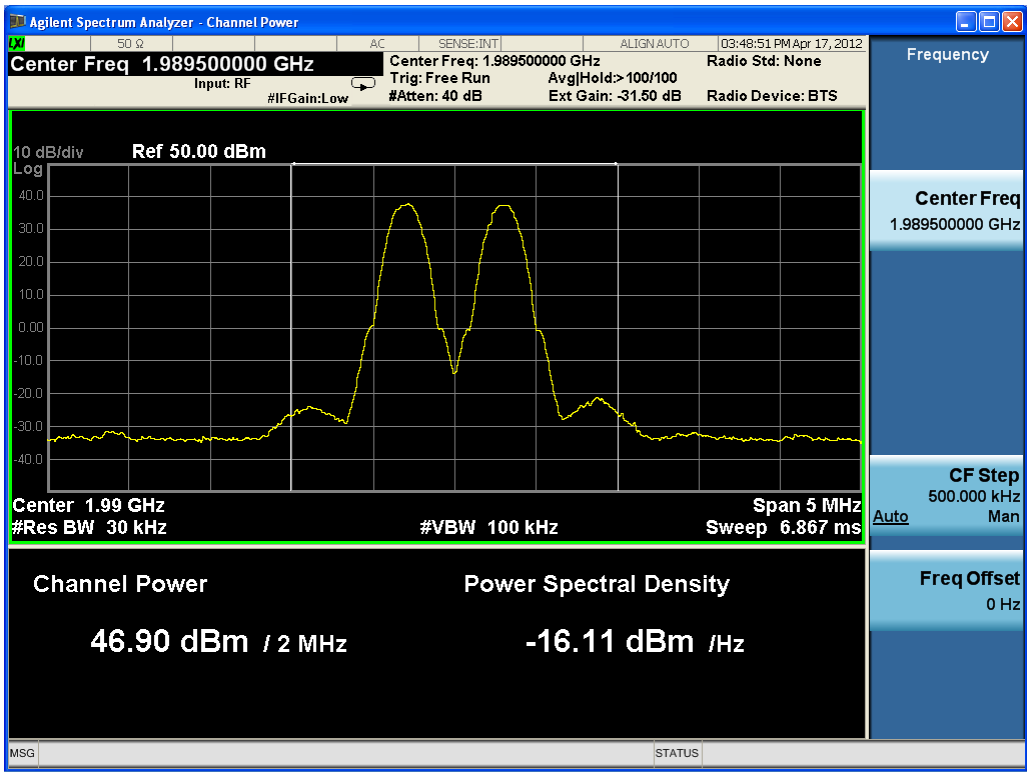 Agilent Spectrum Analyzer - Channel Power
LXI 50 Ω AC SENSE:INT ALIGN AUTO 03:48:51 PM Apr 17, 2012
Center Freq 1.989500000 GHz
Input: RF
#IFGain:Low
Center Freq: 1.989500000 GHz
Trig: Free Run Avg|Hold:>100/100
#Atten: 40 dB Ext Gain: -31.50 dB
Radio Std: None
Radio Device: BTS
10 dB/div Ref 50.00 dBm
Log
40.0
30.0
20.0
10.0
0.00
-10.0
-20.0
-30.0
-40.0
Center 1.99 GHz Span 5 MHz
#Res BW 30 kHz #VBW 100 kHz Sweep 6.867 ms
Channel Power Power Spectral Density
46.90 dBm / 2 MHz -16.11 dBm /Hz
MSG STATUS
Frequency
Center Freq
1.989500000 GHz
CF Step
500.000 kHz
Auto Man
Freq Offset
0 Hz